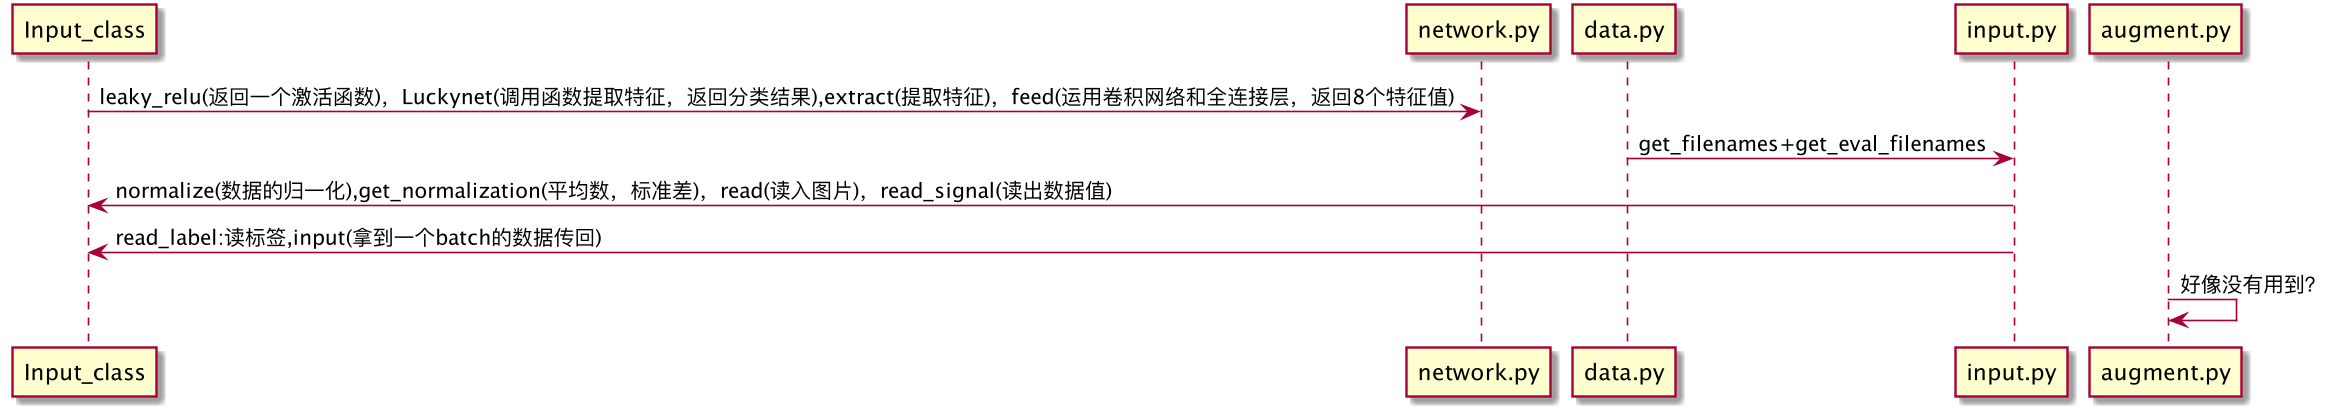 Input_class
network.py
data.py
input.py
augment.py
leaky_relu(返回一个激活函数)，Luckynet(调用函数提取特征，返回分类结果),extract(提取特征)，feed(运用卷积网络和全连接层，返回8个特征值)
get_filenames+get_eval_filenames
normalize(数据的归一化),get_normalization(平均数，标准差)，read(读入图片)，read_signal(读出数据值)
read_label:读标签,input(拿到一个batch的数据传回)
好像没有用到?
Input_class
network.py
data.py
input.py
augment.py